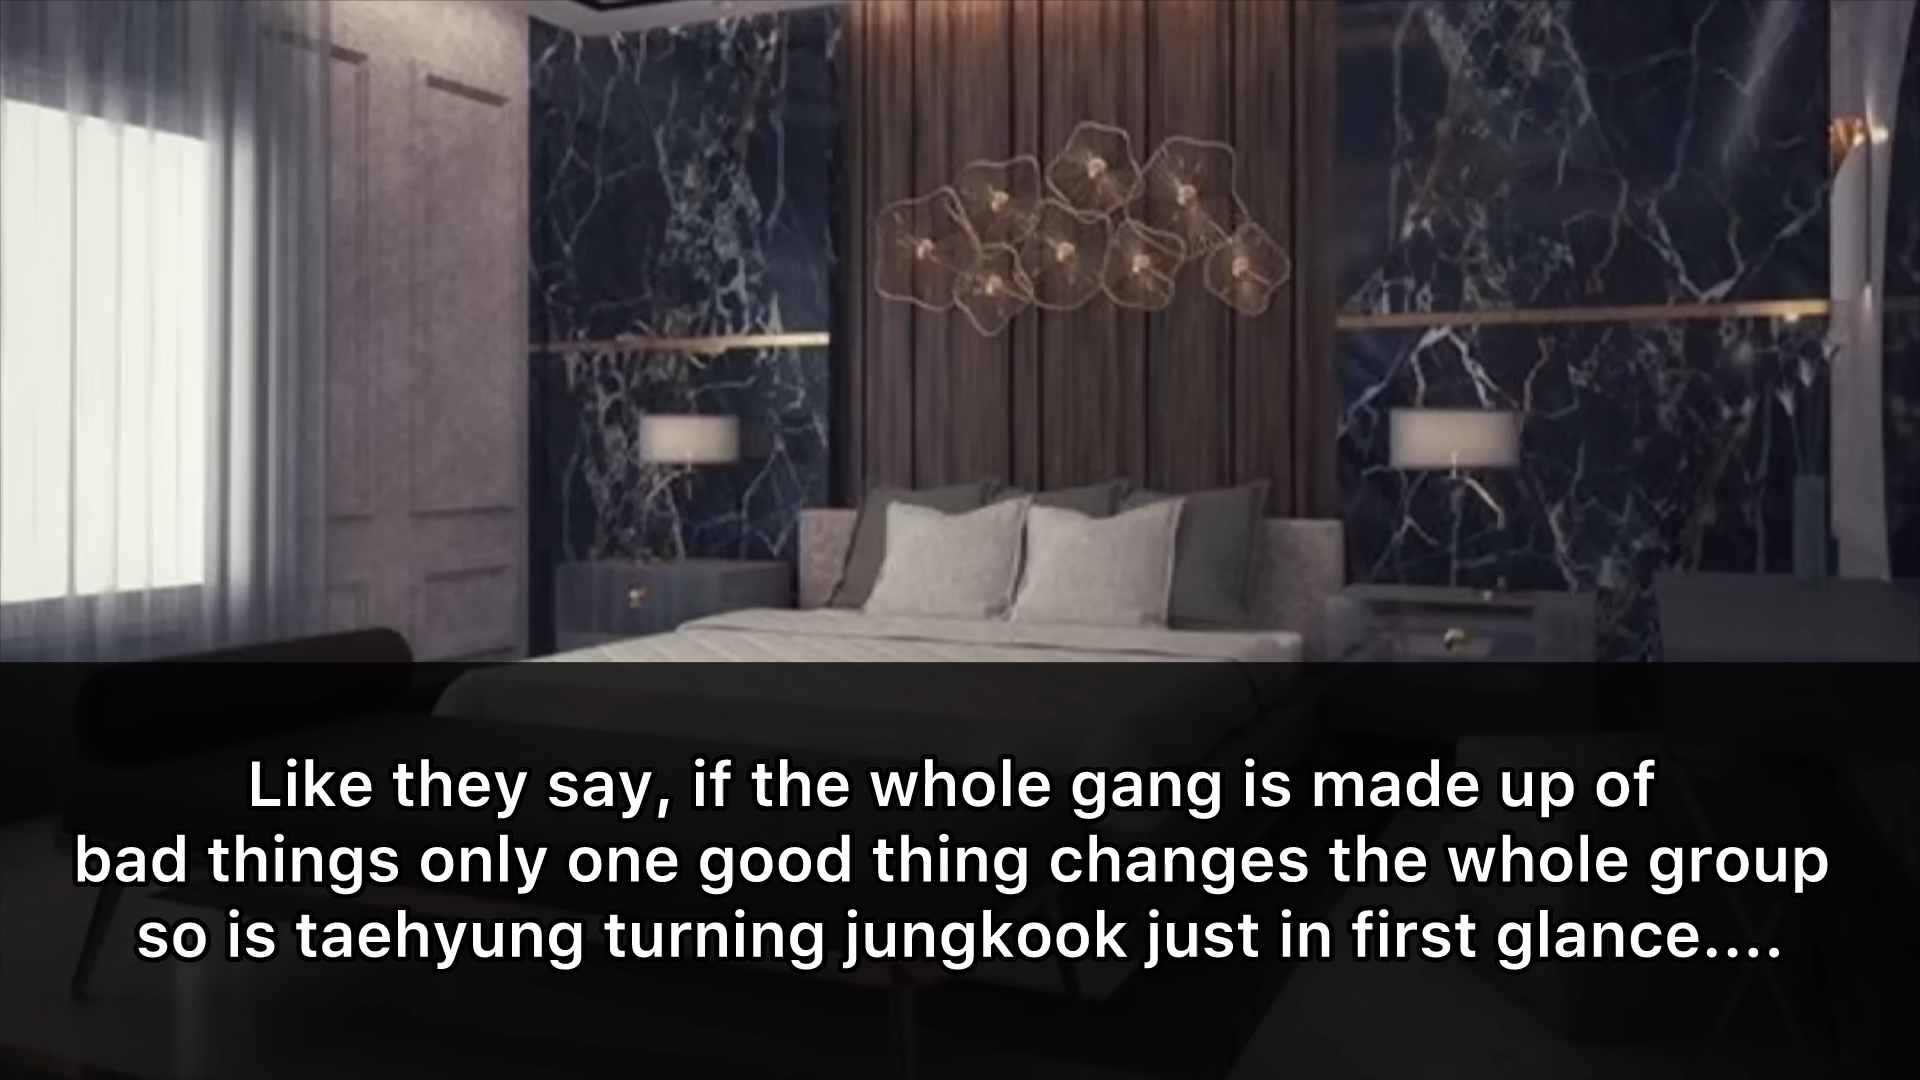 Like they say, if the whole gang is made up of
bad things only one good thing changes the whole group
so is taehyung turning jungkook just in first glance....